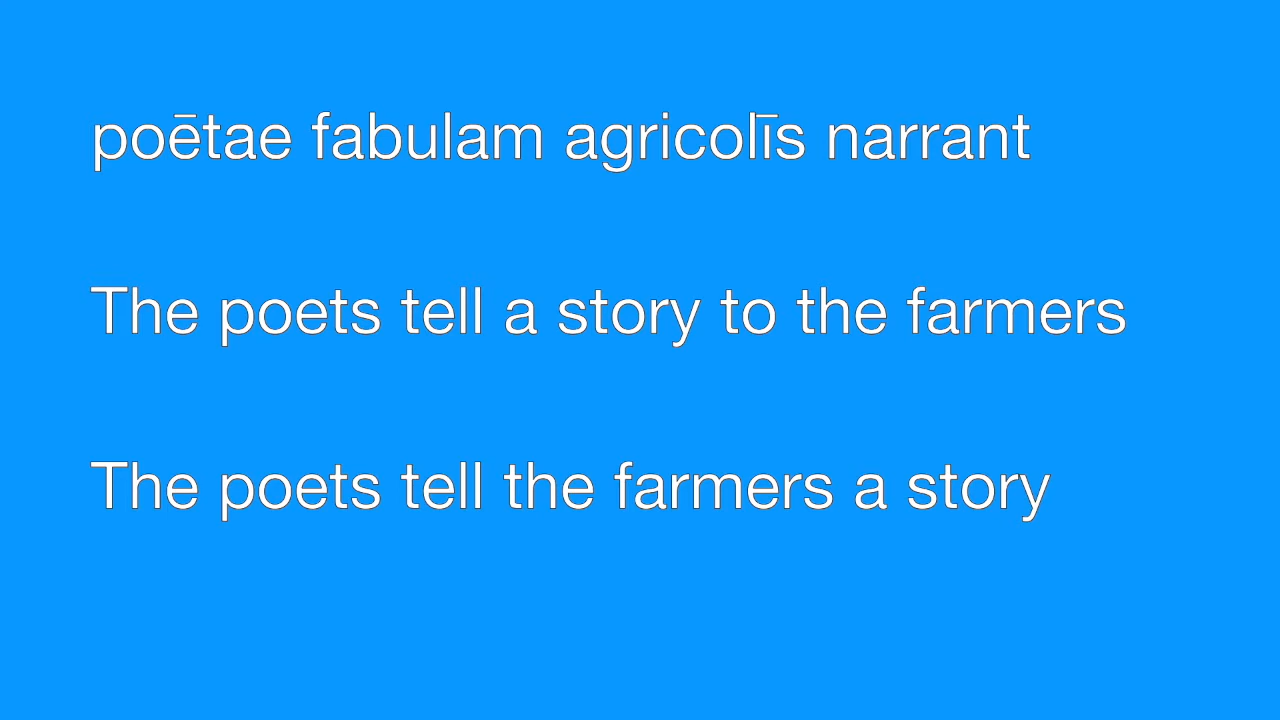 poētae fabulam agricolīs narrant
The poets tell a story to the farmers
The poets tell the farmers a story